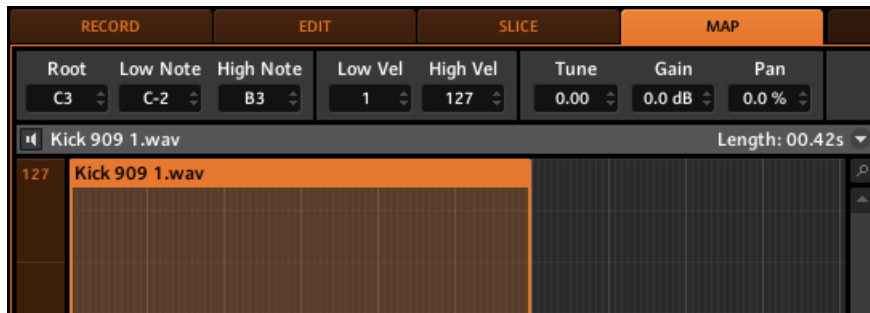 RECORD EDIT SLICE MAP
Root Low Note High Note Low Vel High Vel Tune Gain Pan
C3 C-2 B3 1 127 0.00 0.0 dB 0.0 %
Kick 909 1.wav Length: 00.42s
127 Kick 909 1.wav